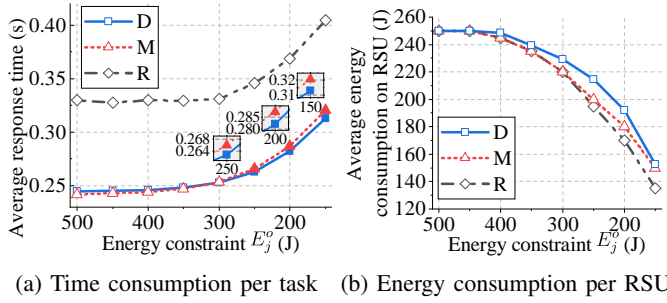 Average response time (s)
0.40
0.35
0.30
0.25
D
M
R
0.268
0.264
250
0.285
0.280
200
0.32
0.31
150
500 400 300 200
Energy constraint E_j^o (J)
(a) Time consumption per task
Average energy
consumption on RSU (J)
260
240
220
200
180
160
140
120
D
M
R
500 400 300 200
Energy constraint E_j^o (J)
(b) Energy consumption per RSU